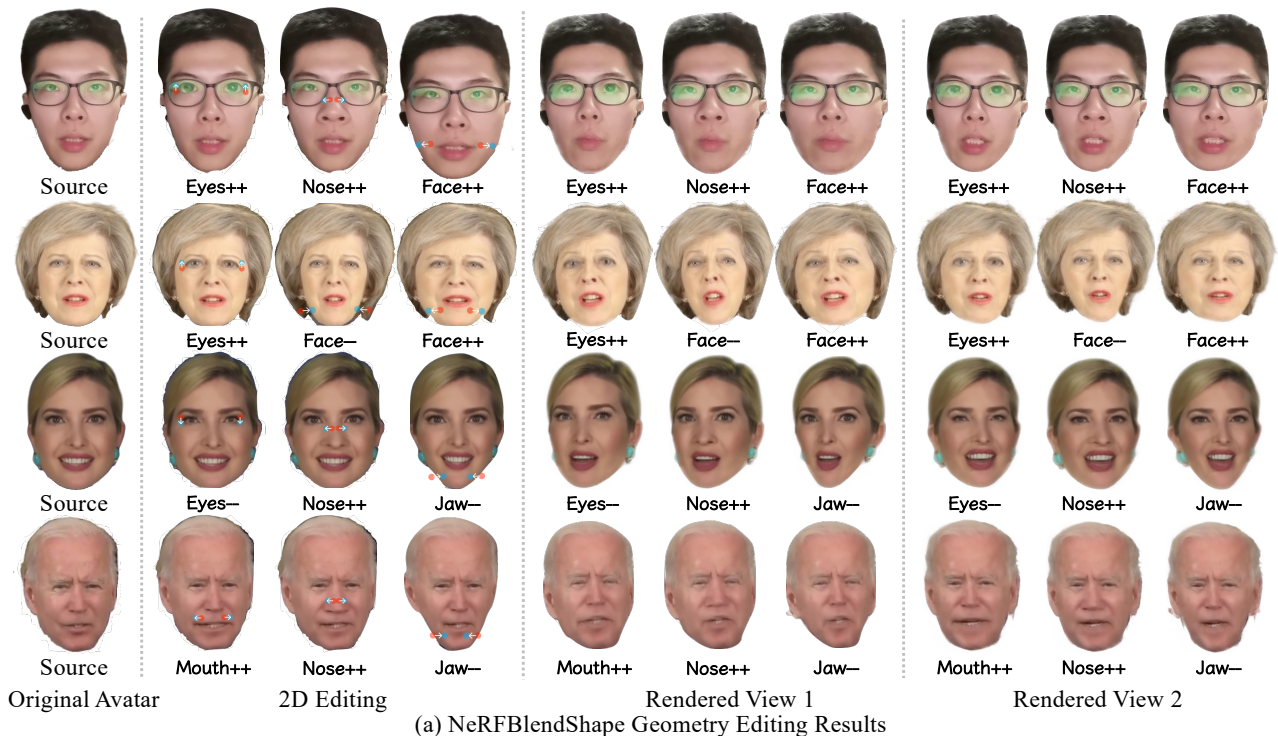 Source Eyes++ Nose++ Face++ Eyes++ Nose++ Face++ Eyes++ Nose++ Face++
Source Eyes++ Face-- Face++ Eyes++ Face-- Face++ Eyes++ Face-- Face++
Source Eyes-- Nose++ Jaw-- Eyes-- Nose++ Jaw-- Eyes-- Nose++ Jaw--
Source Mouth++ Nose++ Jaw-- Mouth++ Nose++ Jaw-- Mouth++ Nose++ Jaw--
Original Avatar 2D Editing Rendered View 1 Rendered View 2
(a) NeRFBlendShape Geometry Editing Results